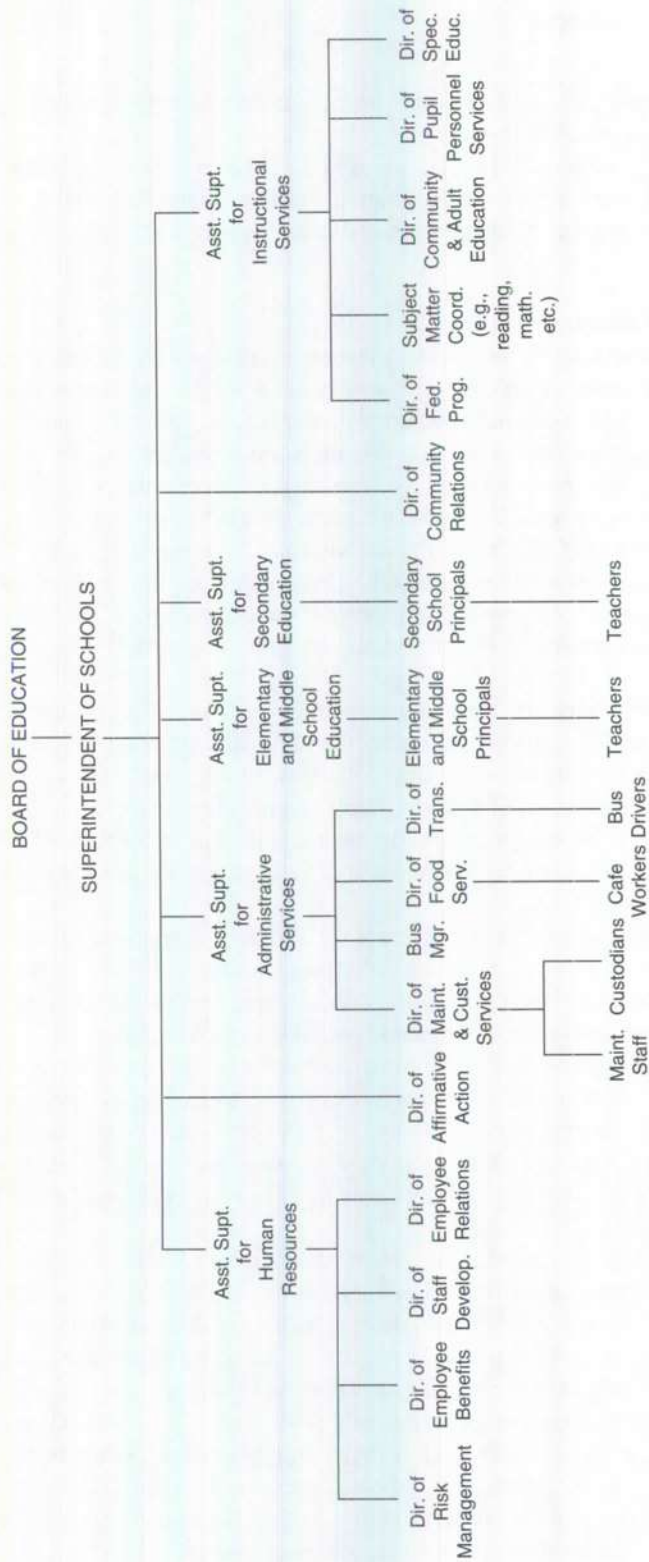 BOARD OF EDUCATION
SUPERINTENDENT OF SCHOOLS
Asst. Supt.
for
Human
Resources
Asst. Supt.
for
Administrative
Services
Asst. Supt.
for
Elementary
and Middle
School
Education
Asst. Supt.
for
Secondary
Education
Asst. Supt.
for
Instructional
Services
Dir. of
Risk
Management
Dir. of
Employee
Benefits
Dir. of
Staff
Develop.
Dir. of
Employee
Relations
Dir. of
Affirmative
Action
Dir. of
Maint.
& Cust.
Services
Bus
Mgr.
Dir. of
Food
Serv.
Dir. of
Trans.
Elementary
and Middle
School
Principals
Secondary
School
Principals
Dir. of
Community
Relations
Dir. of
Fed.
Prog.
Subject
Matter
Coord.
(e.g.,
reading,
math.
etc.)
Dir. of
Community
& Adult
Education
Dir. of
Pupil
Personnel
Services
Dir. of
Spec.
Educ.
Maint.
Staff
Custodians
Cafe
Workers
Bus
Drivers
Teachers
Teachers